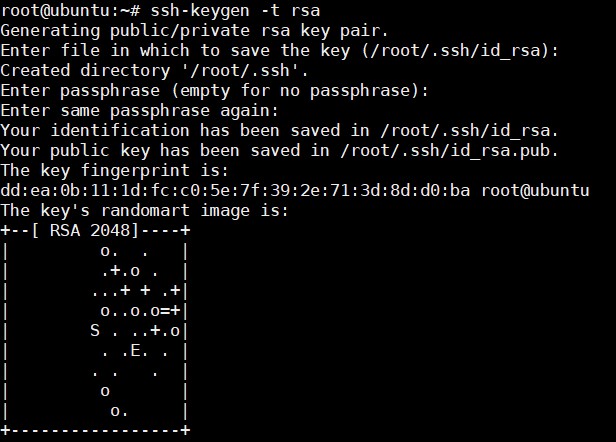 root@ubuntu:~# ssh-keygen -t rsa
Generating public/private rsa key pair.
Enter file in which to save the key (/root/.ssh/id_rsa):
Created directory '/root/.ssh'.
Enter passphrase (empty for no passphrase):
Enter same passphrase again:
Your identification has been saved in /root/.ssh/id_rsa.
Your public key has been saved in /root/.ssh/id_rsa.pub.
The key fingerprint is:
dd:ea:0b:11:1d:fc:c0:5e:7f:39:2e:71:3d:8d:d0:ba root@ubuntu
The key's randomart image is:
+--[ RSA 2048]----+
|         o.  .   |
|         .+.o .  |
|        ...+ + .+|
|         o..o.o=+|
|        S . ..+.o|
|         . .E. . |
|        . .   .  |
|         o       |
|          o.     |
+-----------------+